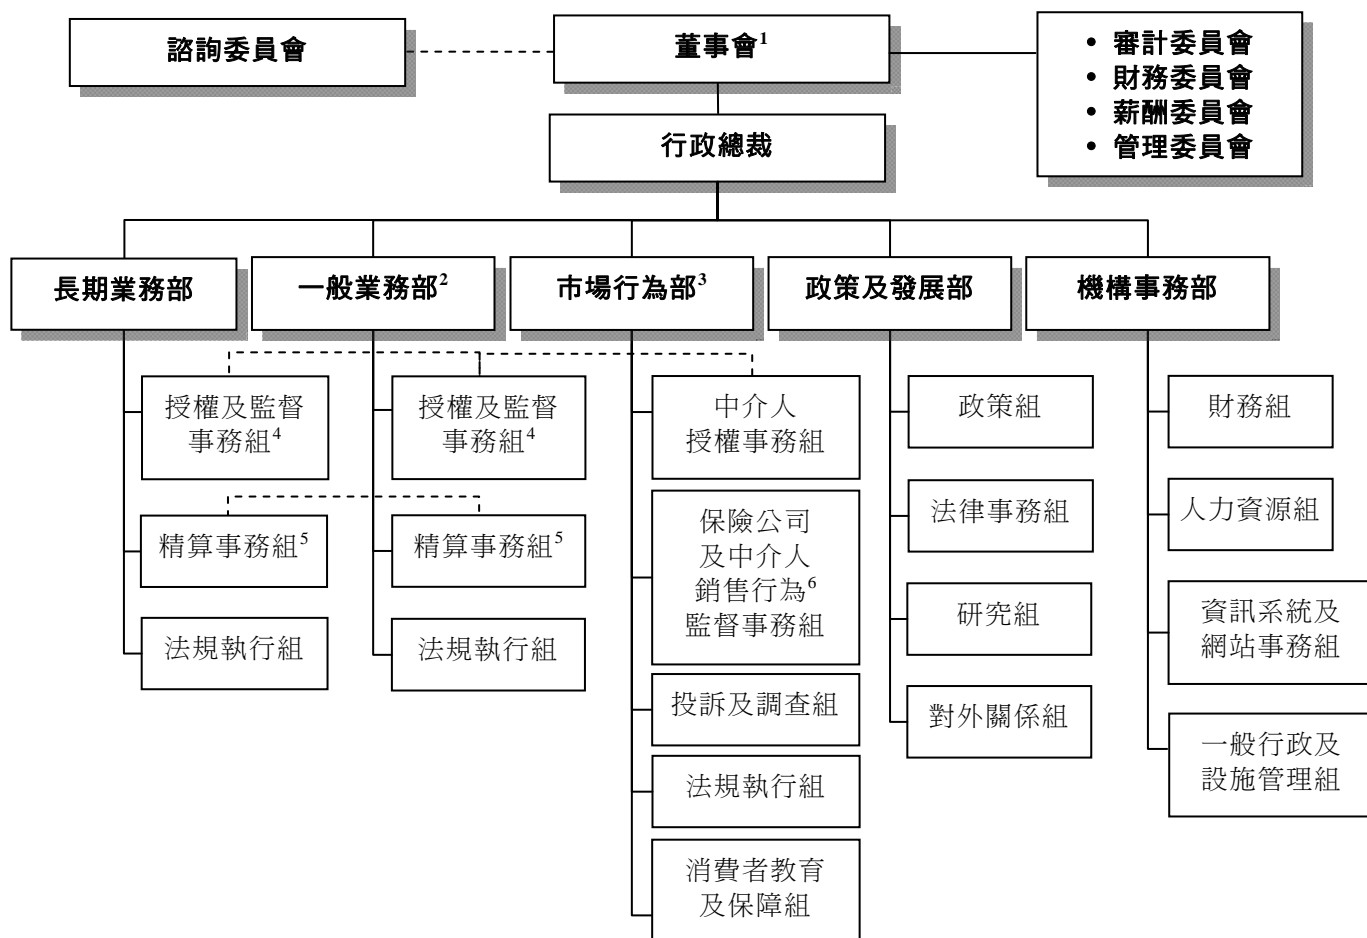 諮詢委員會
董事會¹
• 審計委員會
• 財務委員會
• 薪酬委員會
• 管理委員會
行政總裁
長期業務部
一般業務部²
市場行為部³
政策及發展部
機構事務部
授權及監督
事務組⁴
精算事務組⁵
法規執行組
授權及監督
事務組⁴
精算事務組⁵
法規執行組
中介人
授權事務組
保險公司
及中介人
銷售行為⁶
監督事務組
投訴及調查組
法規執行組
消費者教育
及保障組
政策組
法律事務組
研究組
對外關係組
財務組
人力資源組
資訊系統及
網站事務組
一般行政及
設施管理組